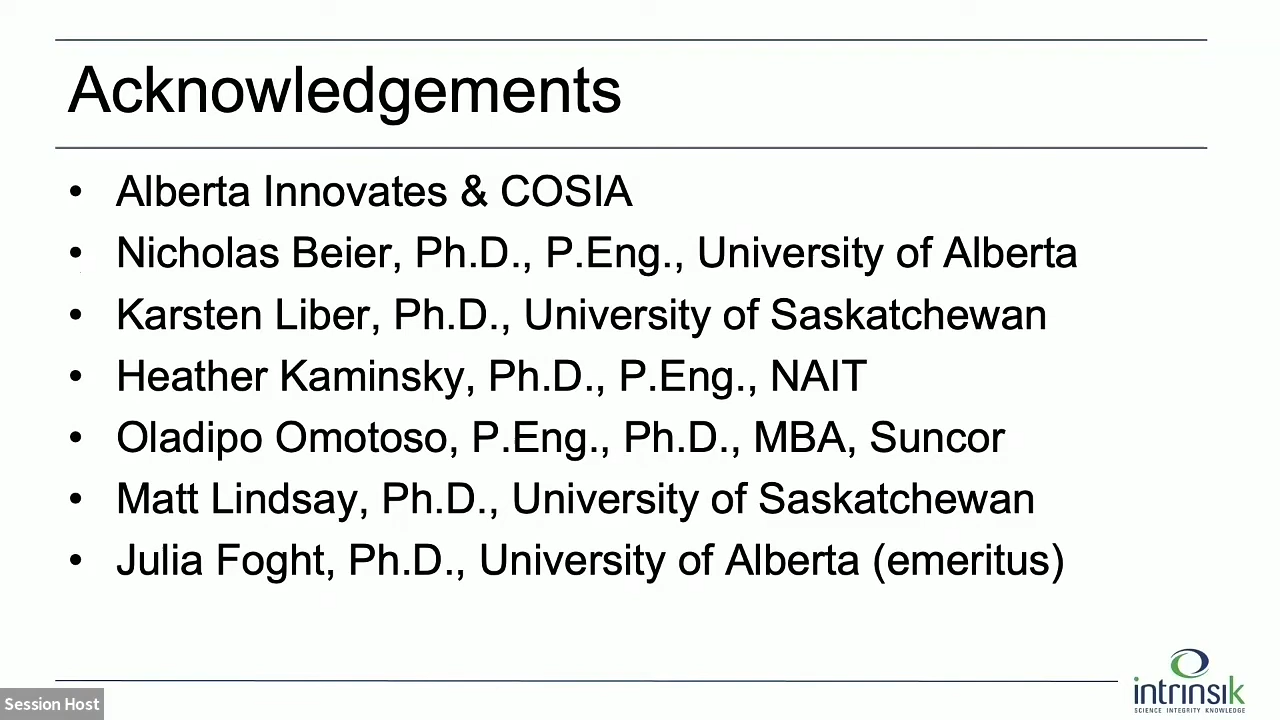 Acknowledgements
• Alberta Innovates & COSIA
• Nicholas Beier, Ph.D., P.Eng., University of Alberta
• Karsten Liber, Ph.D., University of Saskatchewan
• Heather Kaminsky, Ph.D., P.Eng., NAIT
• Oladipo Omotoso, P.Eng., Ph.D., MBA, Suncor
• Matt Lindsay, Ph.D., University of Saskatchewan
• Julia Foght, Ph.D., University of Alberta (emeritus)
intrinsik
SCIENCE INTEGRITY KNOWLEDGE
Session Host